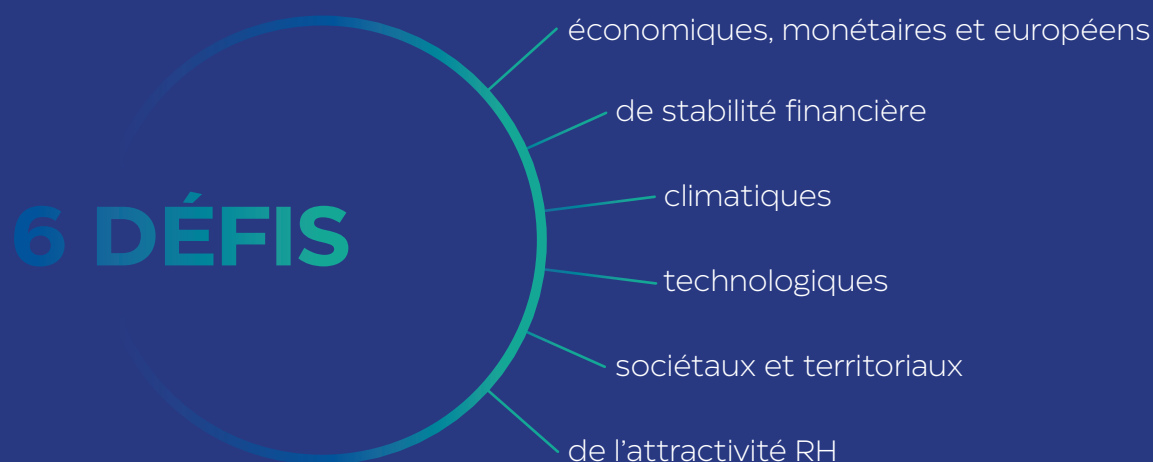 6 DÉFIS
économiques, monétaires et européens
de stabilité financière
climatiques
technologiques
sociétaux et territoriaux
de l’attractivité RH